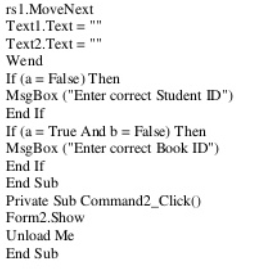 rs1.MoveNext
Text1.Text = ""
Text2.Text = ""
Wend
If (a = False) Then
MsgBox ("Enter correct Student ID")
End If
If (a = True And b = False) Then
MsgBox ("Enter correct Book ID")
End If
End Sub
Private Sub Command2_Click()
Form2.Show
Unload Me
End Sub